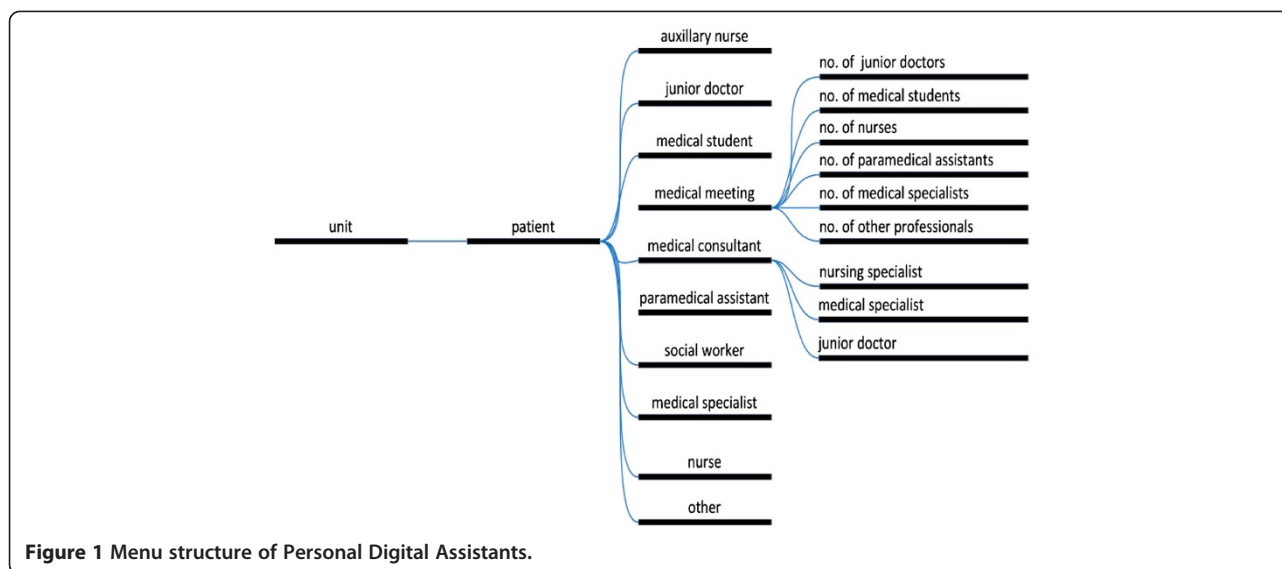 unit
patient
auxillary nurse
junior doctor
medical student
medical meeting
medical consultant
paramedical assistant
social worker
medical specialist
nurse
other
no. of junior doctors
no. of medical students
no. of nurses
no. of paramedical assistants
no. of medical specialists
no. of other professionals
nursing specialist
medical specialist
junior doctor
Figure 1 Menu structure of Personal Digital Assistants.